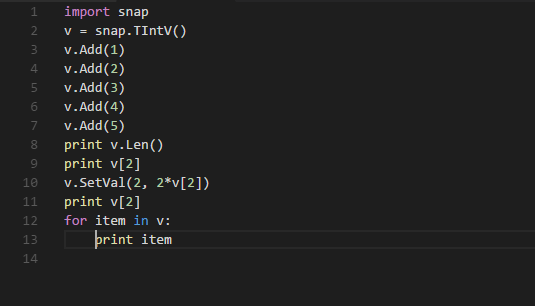 1 import snap
2 v = snap.TIntV()
3 v.Add(1)
4 v.Add(2)
5 v.Add(3)
6 v.Add(4)
7 v.Add(5)
8 print v.Len()
9 print v[2]
10 v.SetVal(2, 2*v[2])
11 print v[2]
12 for item in v:
13     print item
14